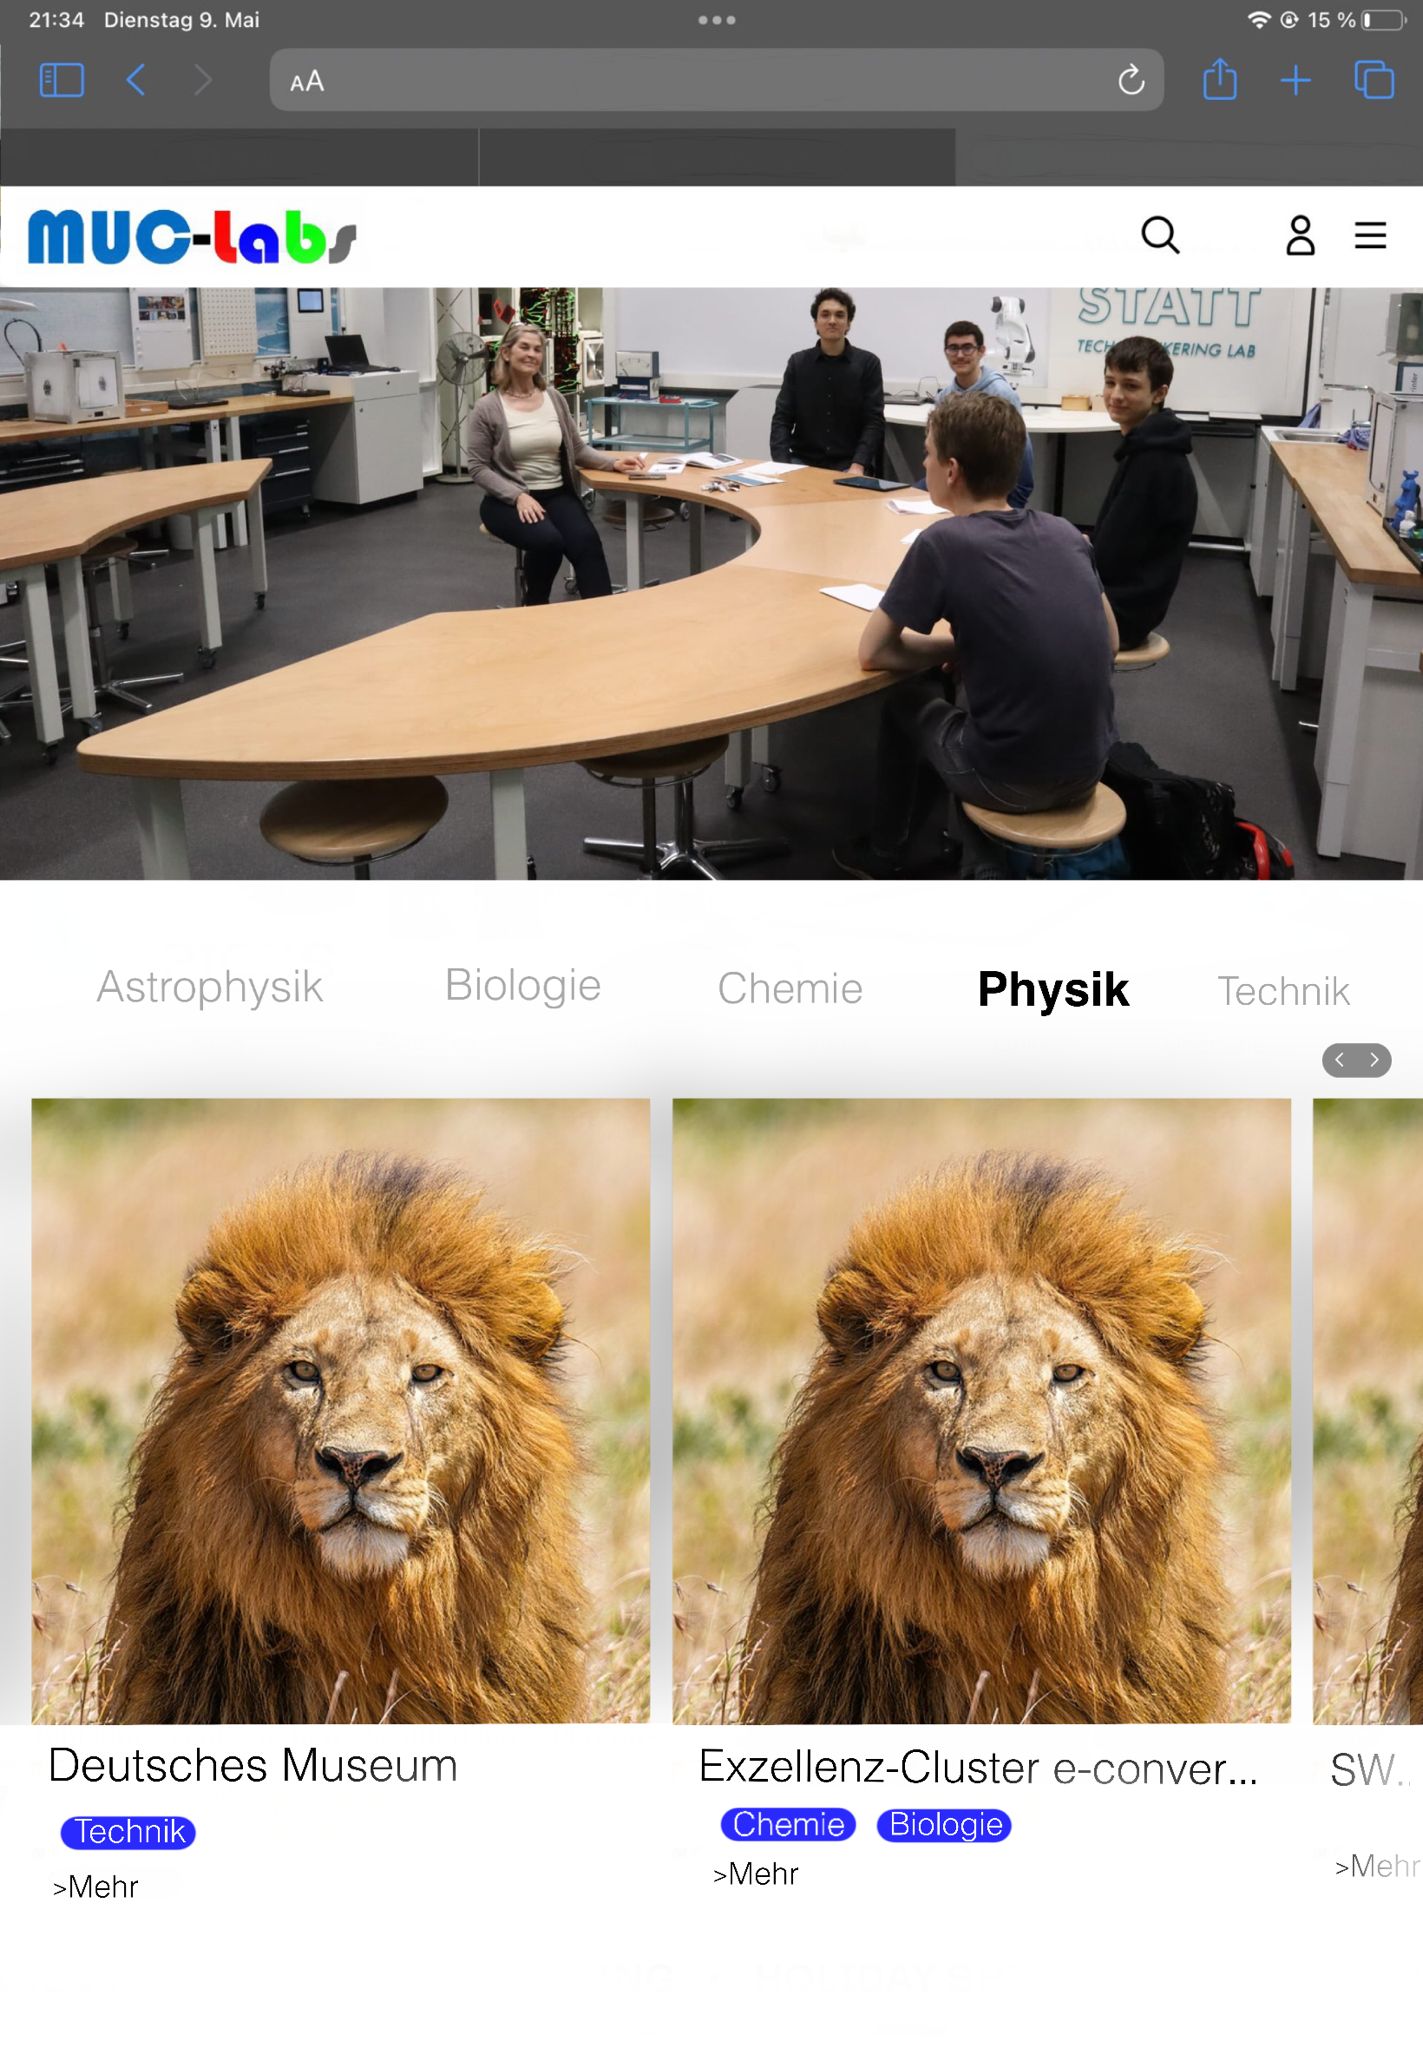 21:34 Dienstag 9. Mai
15 %
AA
MUC-Labs
STATT
TECH KERING LAB
Astrophysik Biologie Chemie Physik Technik
Deutsches Museum
Exzellenz-Cluster e-conver...
SW..
Technik
Chemie Biologie
>Mehr
>Mehr
>Mehr